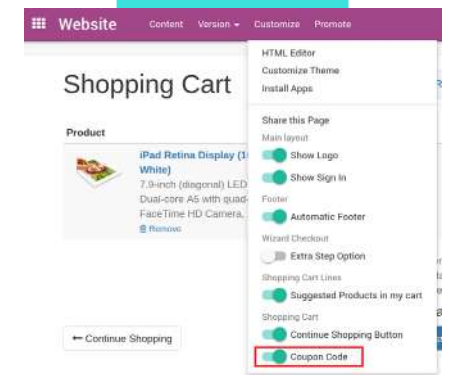 Website Content Version Customize Promote
HTML Editor
Customize Theme
Install Apps
Shopping Cart
Share this Page
Product
Main layout
Show Logo
iPad Retina Display
White)
Show Sign In
7.9-inch (diagonal) LED
Dual-core A5 with quad-
Footer
FaceTime HD Camera,
Automatic Footer
Remove
Wizard Checkout
Extra Step Option
Shopping Cart Lines
Suggested Products in my cart
Shopping Cart
← Continue Shopping
Continue Shopping Button
Coupon Code